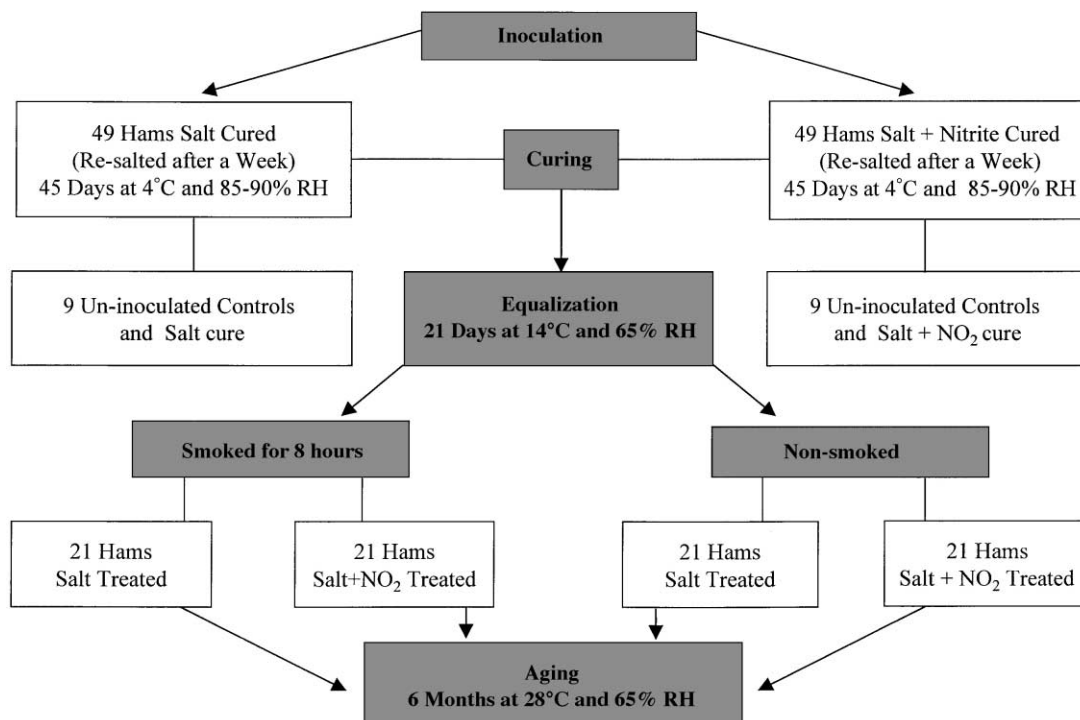 Inoculation
49 Hams Salt Cured
(Re-salted after a Week)
45 Days at 4°C and 85-90% RH
Curing
49 Hams Salt + Nitrite Cured
(Re-salted after a Week)
45 Days at 4°C and 85-90% RH
9 Un-inoculated Controls
and Salt cure
Equalization
21 Days at 14°C and 65% RH
9 Un-inoculated Controls
and Salt + NO₂ cure
Smoked for 8 hours
Non-smoked
21 Hams
Salt Treated
21 Hams
Salt+NO₂ Treated
21 Hams
Salt Treated
21 Hams
Salt + NO₂ Treated
Aging
6 Months at 28°C and 65% RH